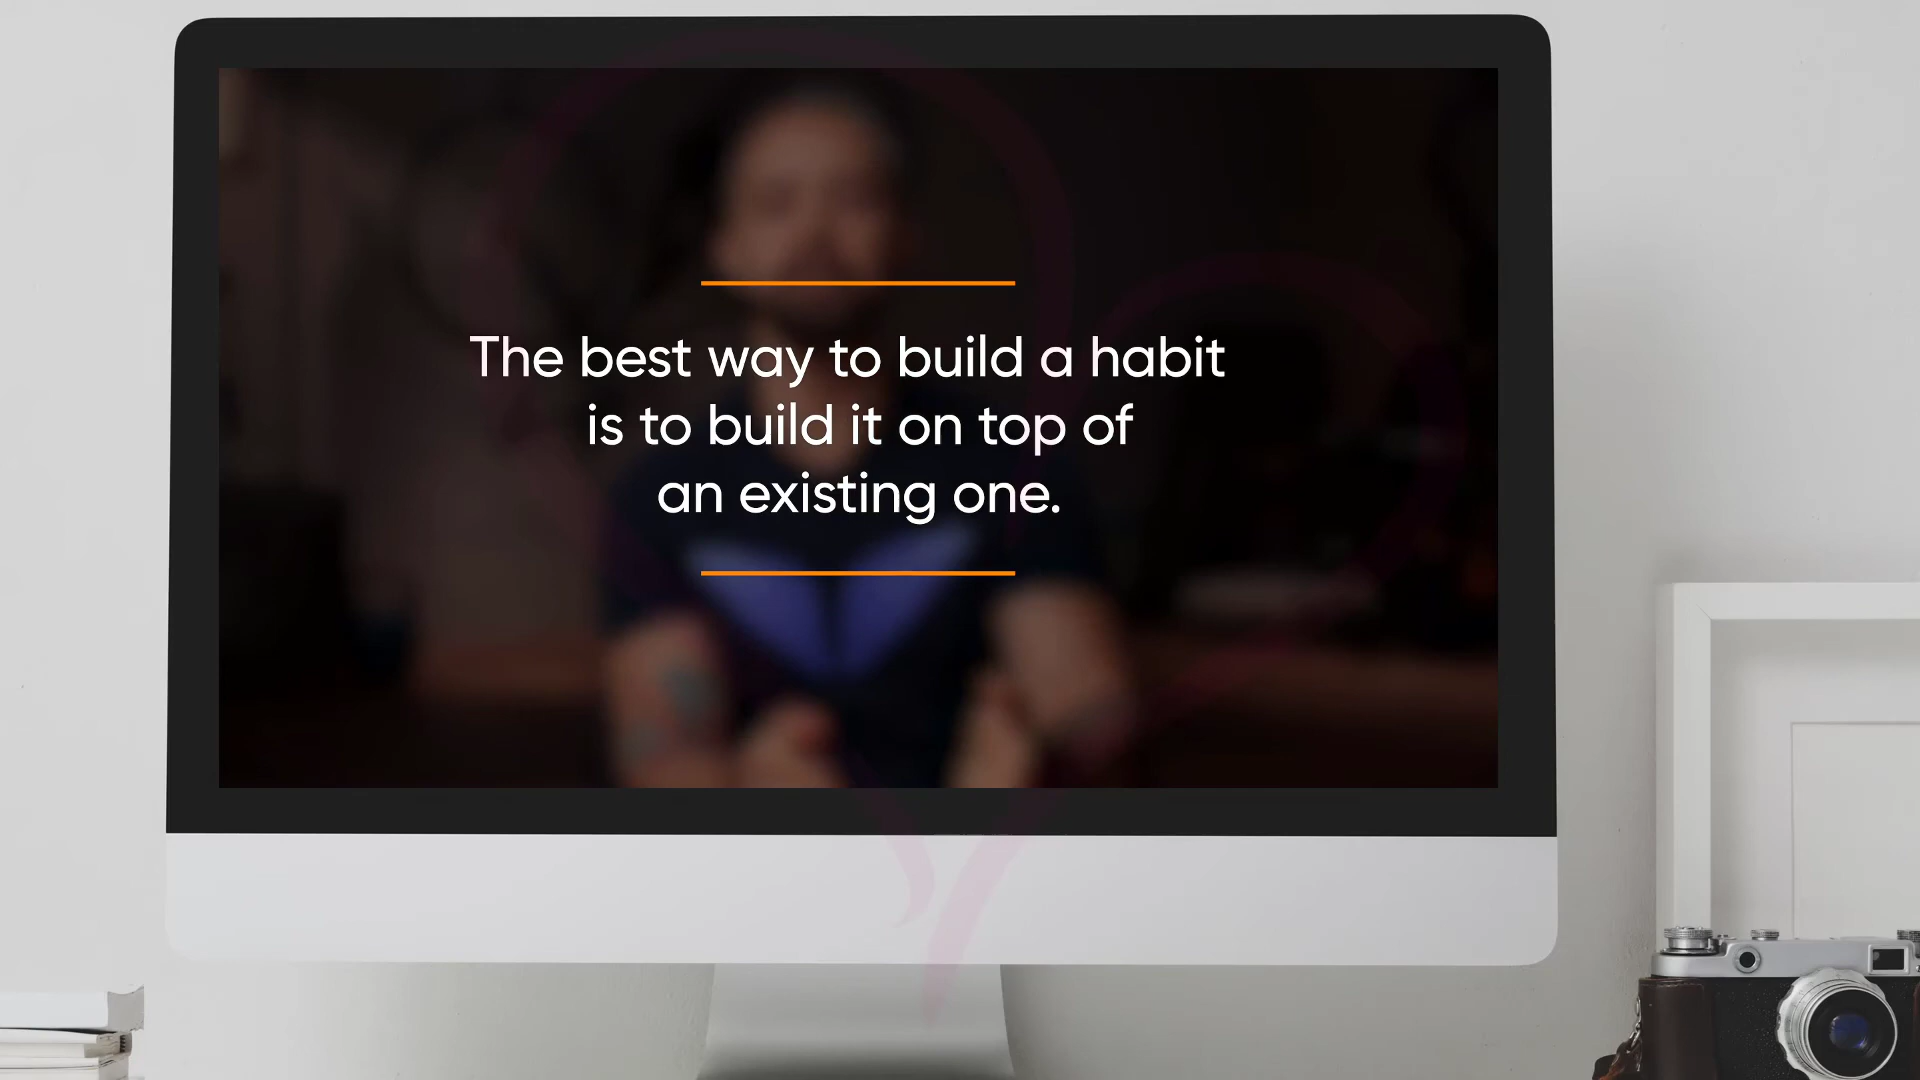 The best way to build a habit
is to build it on top of
an existing one.